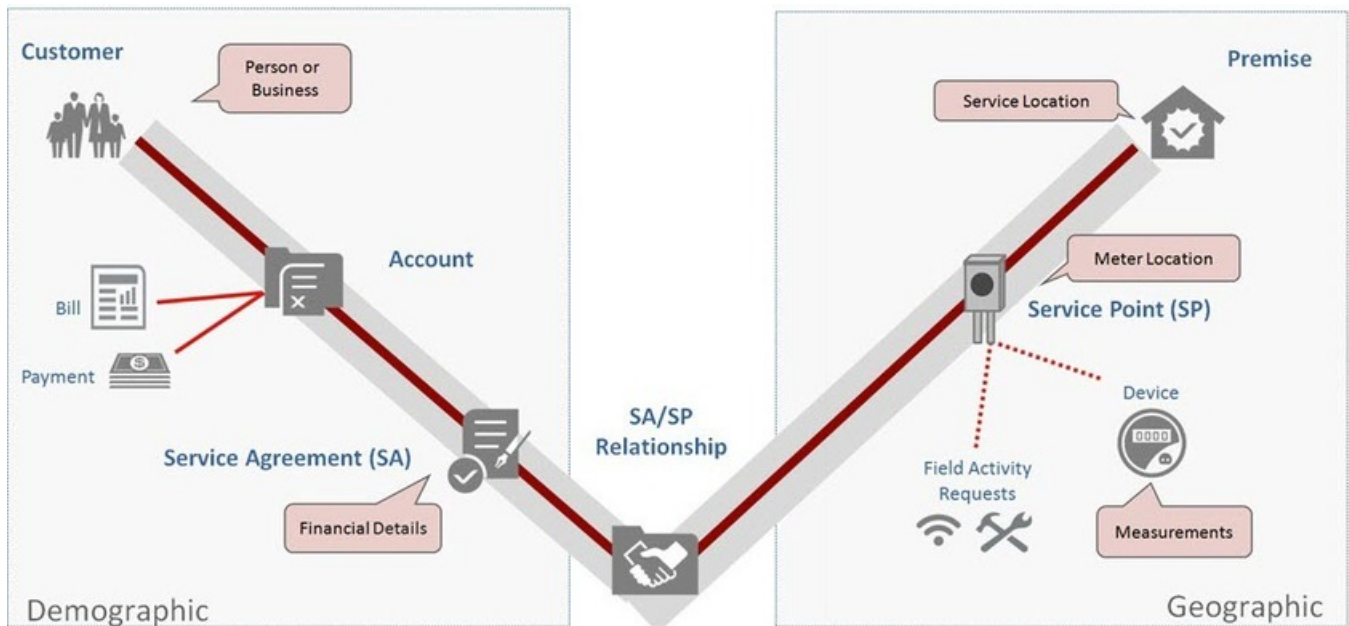 Customer
Person or
Business
Account
Bill
Payment
Service Agreement (SA)
Financial Details
Demographic
SA/SP
Relationship
Premise
Service Location
Meter Location
Service Point (SP)
Device
0000
Field Activity
Requests
Measurements
Geographic